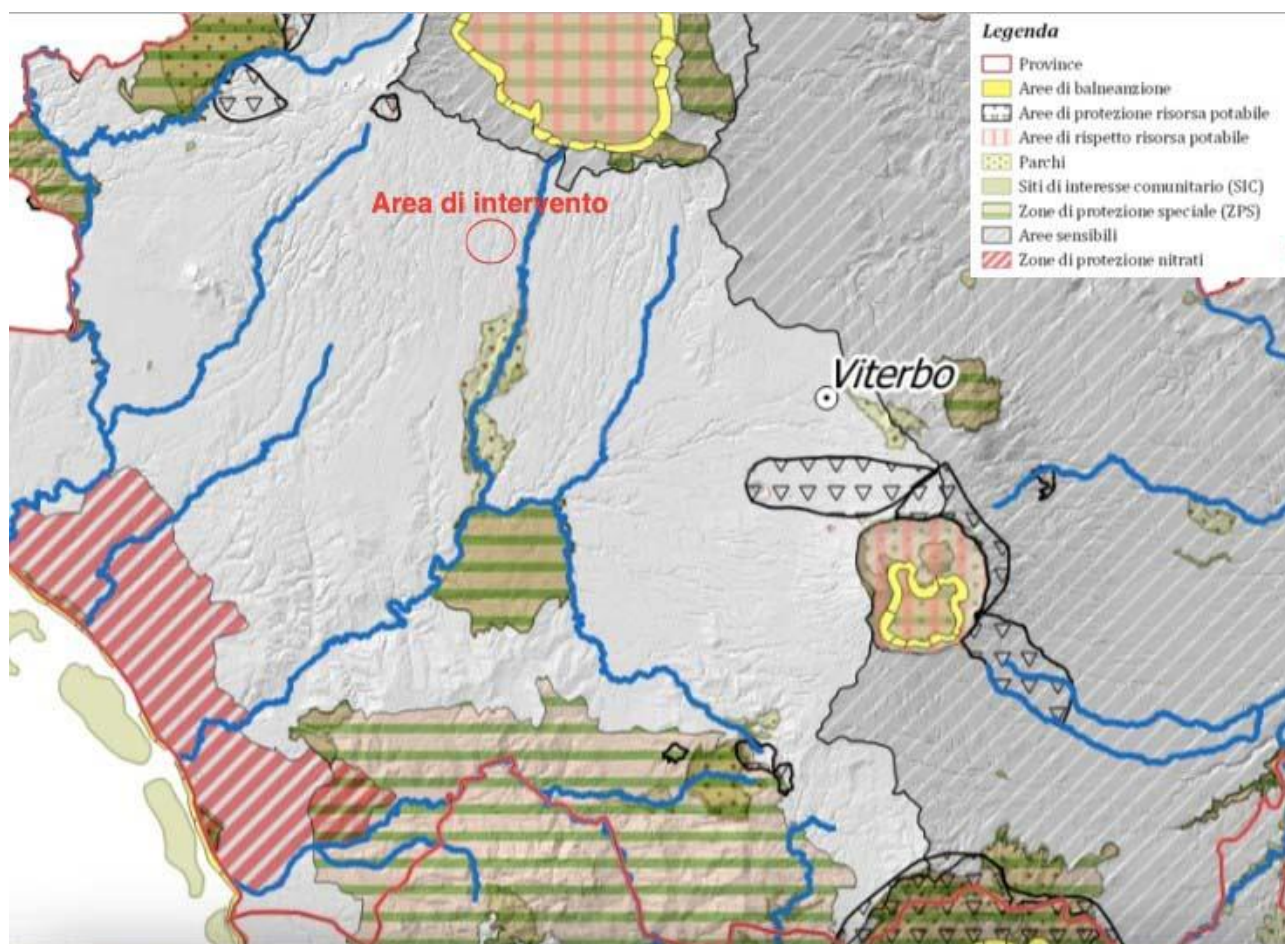 Legenda
Province
Aree di balneanzione
Aree di protezione risorsa potabile
Aree di rispetto risorsa potabile
Parchi
Siti di interesse comunitario (SIC)
Zone di protezione speciale (ZPS)
Aree sensibili
Zone di protezione nitrati
Area di intervento
Viterbo